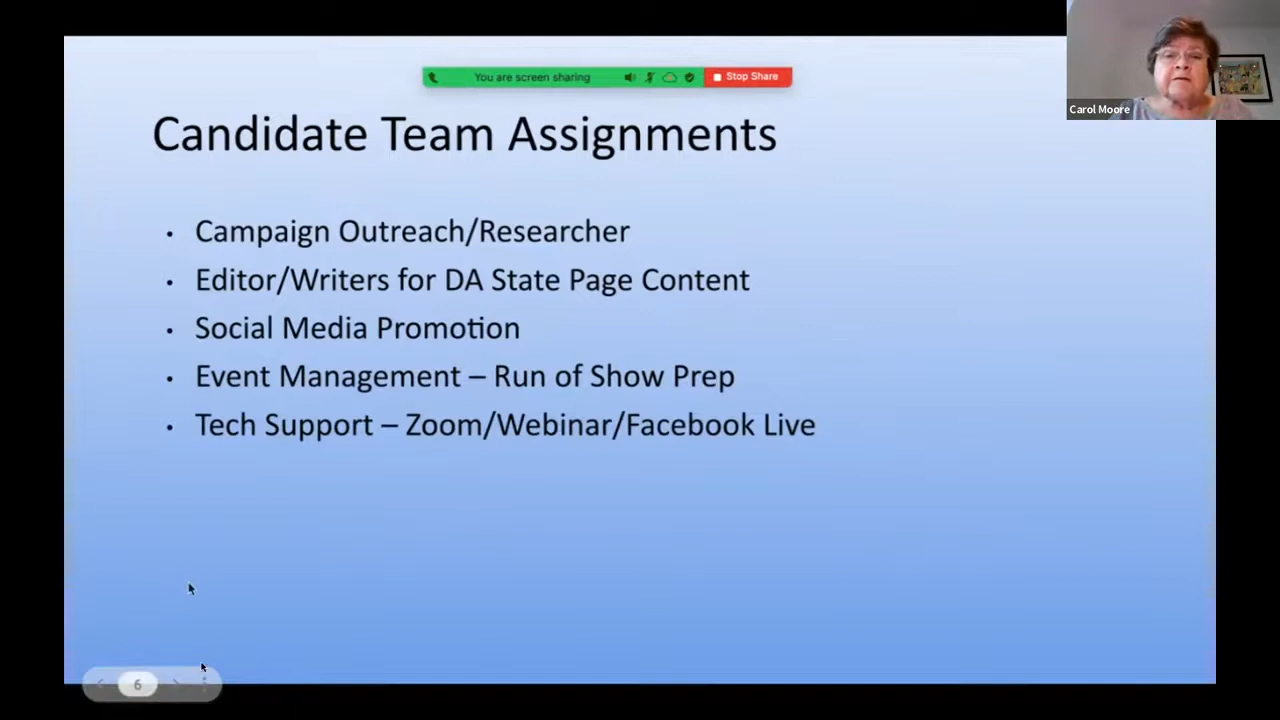 You are screen sharing
Stop Share
Carol Moore
Candidate Team Assignments
• Campaign Outreach/Researcher
• Editor/Writers for DA State Page Content
• Social Media Promotion
• Event Management – Run of Show Prep
• Tech Support – Zoom/Webinar/Facebook Live
6